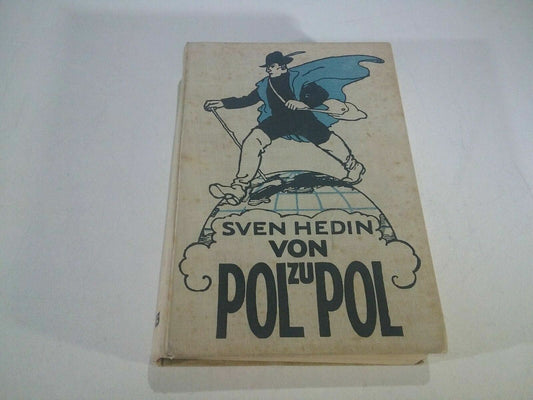 SVEN HEDIN
VON
POL ZU POL